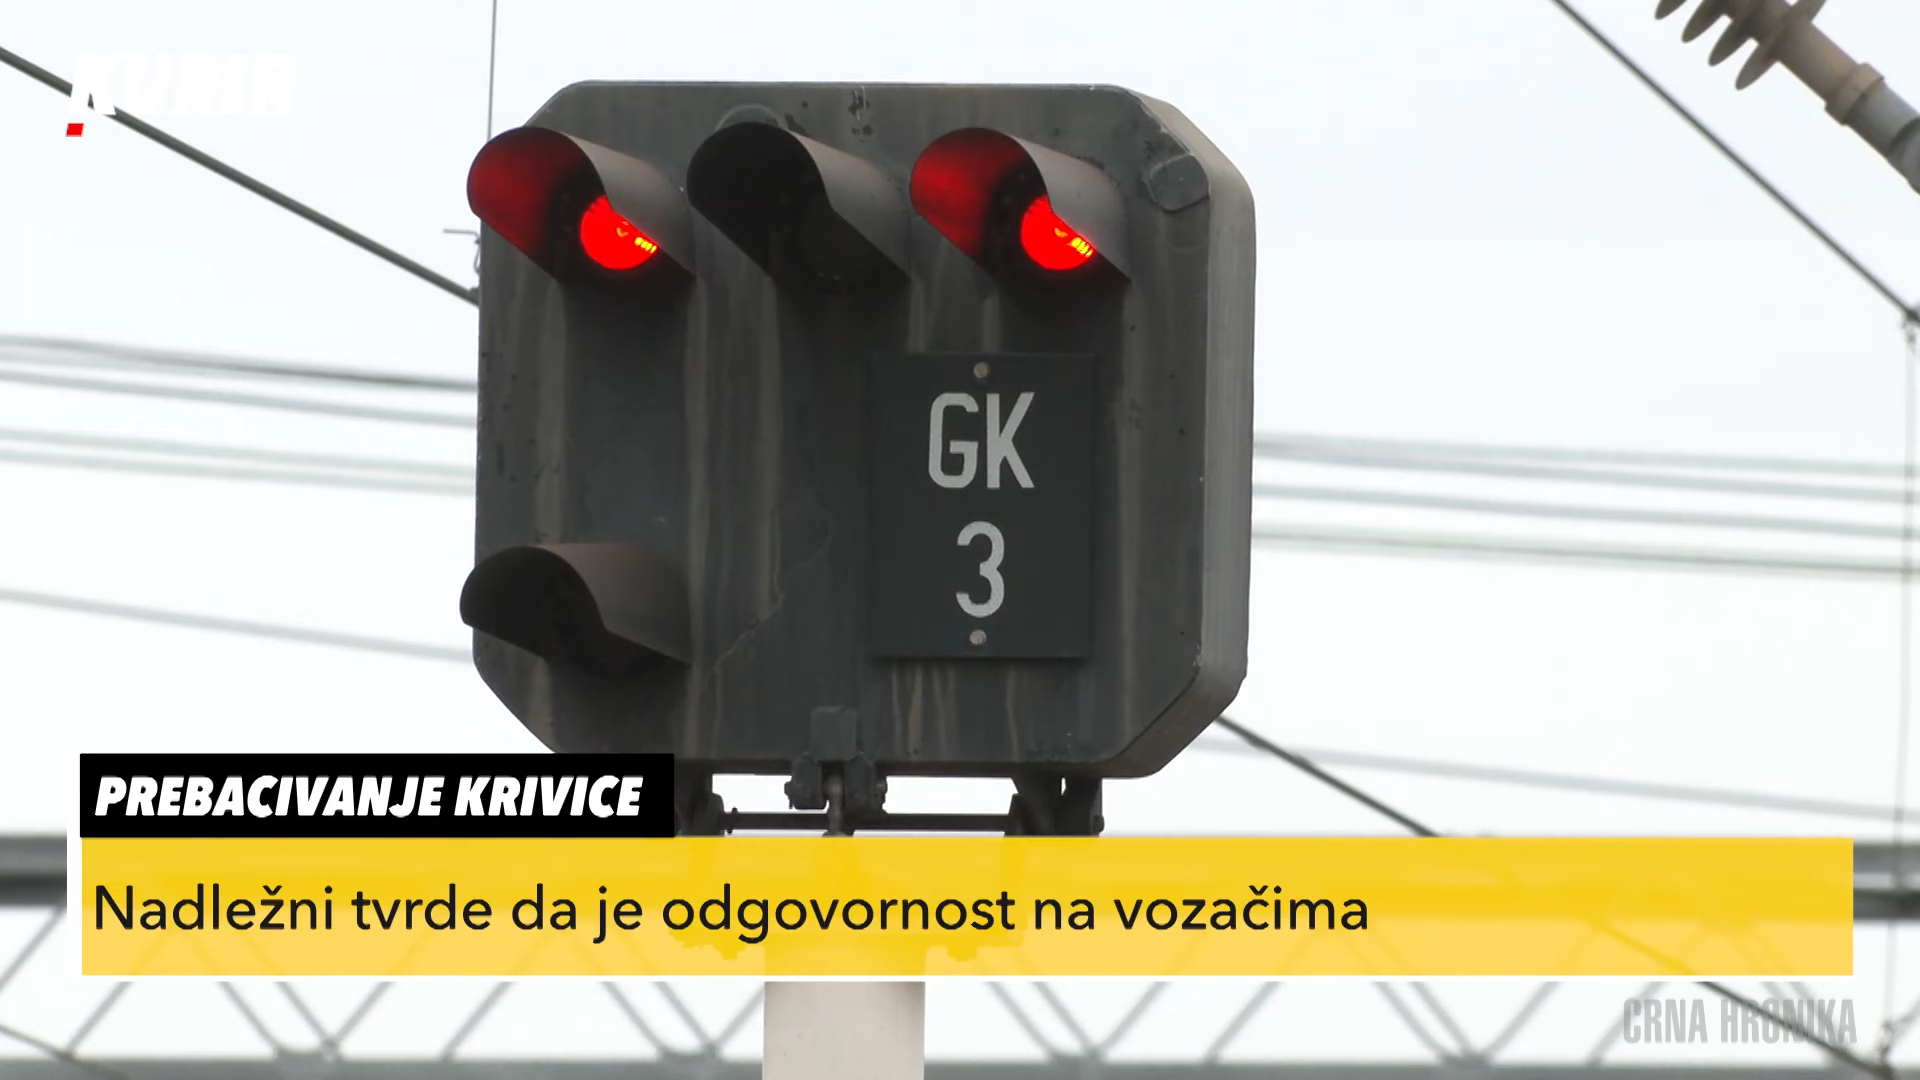 KURIR
GK
3
PREBACIVANJE KRIVICE
Nadležni tvrde da je odgovornost na vozačima
CRNA HRONIKA